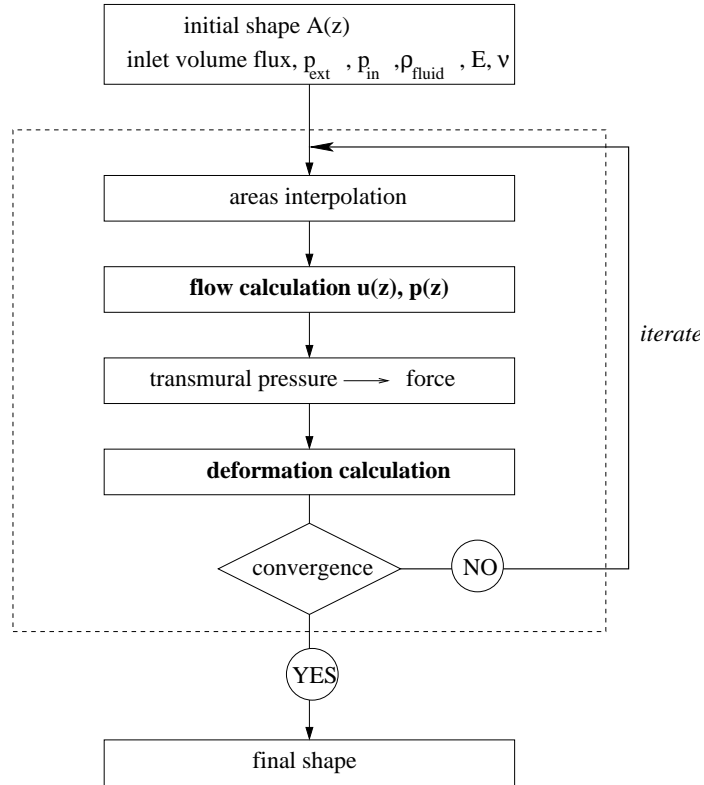 initial shape A(z)
inlet volume flux, p_ext , p_in ,ρ_fluid , E, ν
areas interpolation
flow calculation u(z), p(z)
transmural pressure → force
deformation calculation
convergence
NO
iterate
YES
final shape